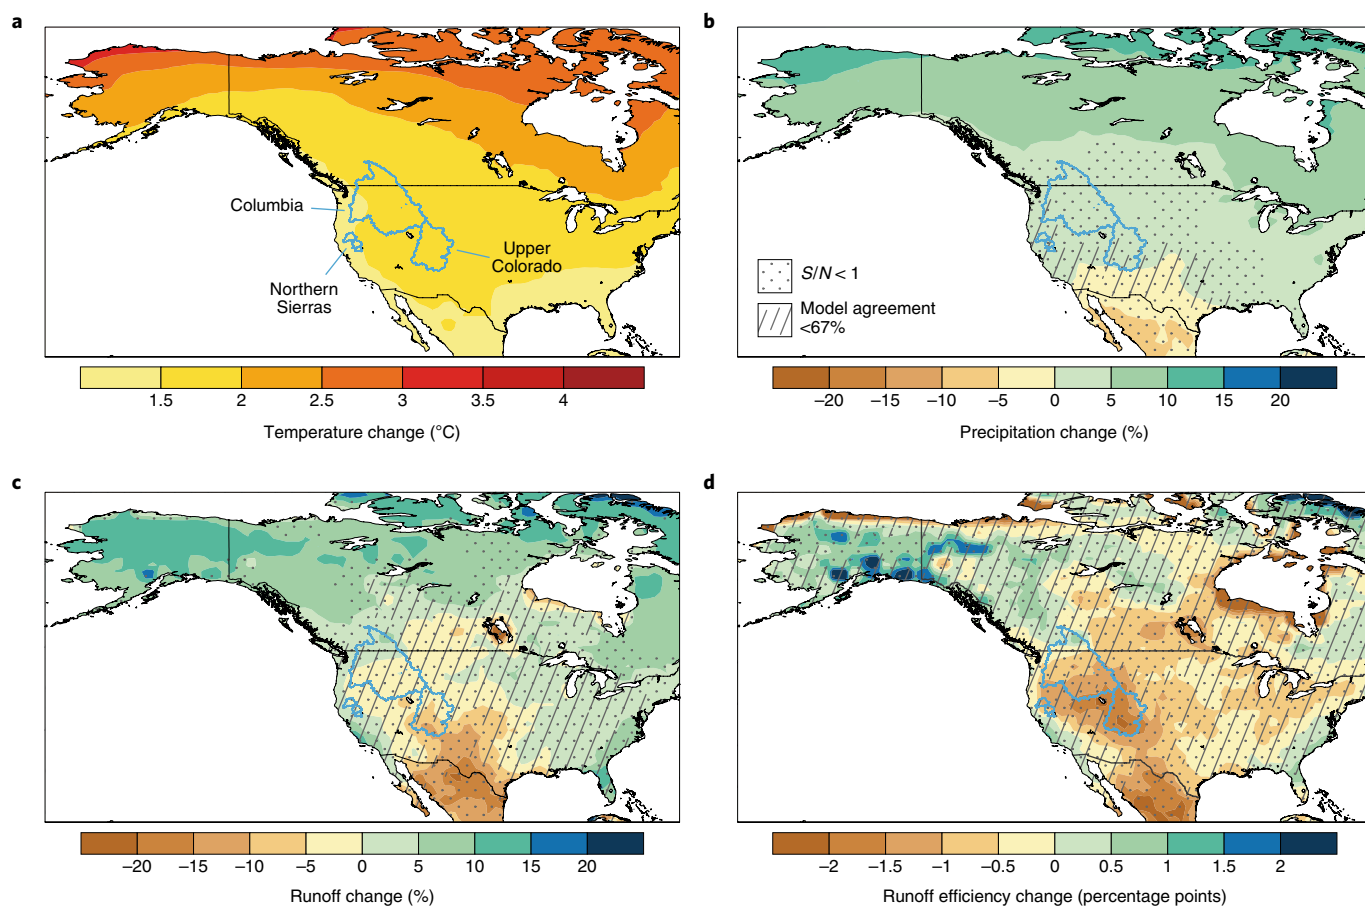 a
Columbia
Northern
Sierras
Upper
Colorado
1.5 2 2.5 3 3.5 4
Temperature change (°C)
b
S/N < 1
Model agreement
<67%
−20 −15 −10 −5 0 5 10 15 20
Precipitation change (%)
c
−20 −15 −10 −5 0 5 10 15 20
Runoff change (%)
d
−2 −1.5 −1 −0.5 0 0.5 1 1.5 2
Runoff efficiency change (percentage points)